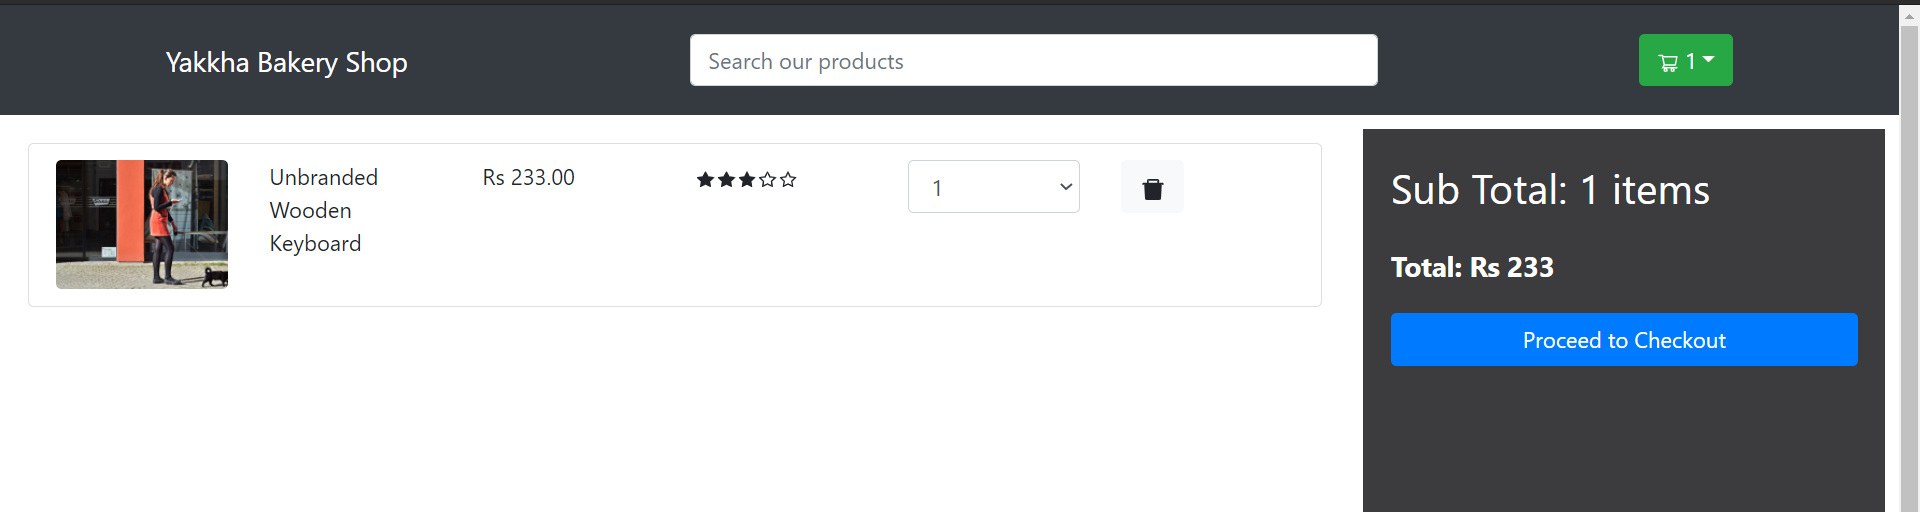 Yakkha Bakery Shop
Search our products
1
Unbranded
Wooden
Keyboard
Rs 233.00
1
Sub Total: 1 items
Total: Rs 233
Proceed to Checkout